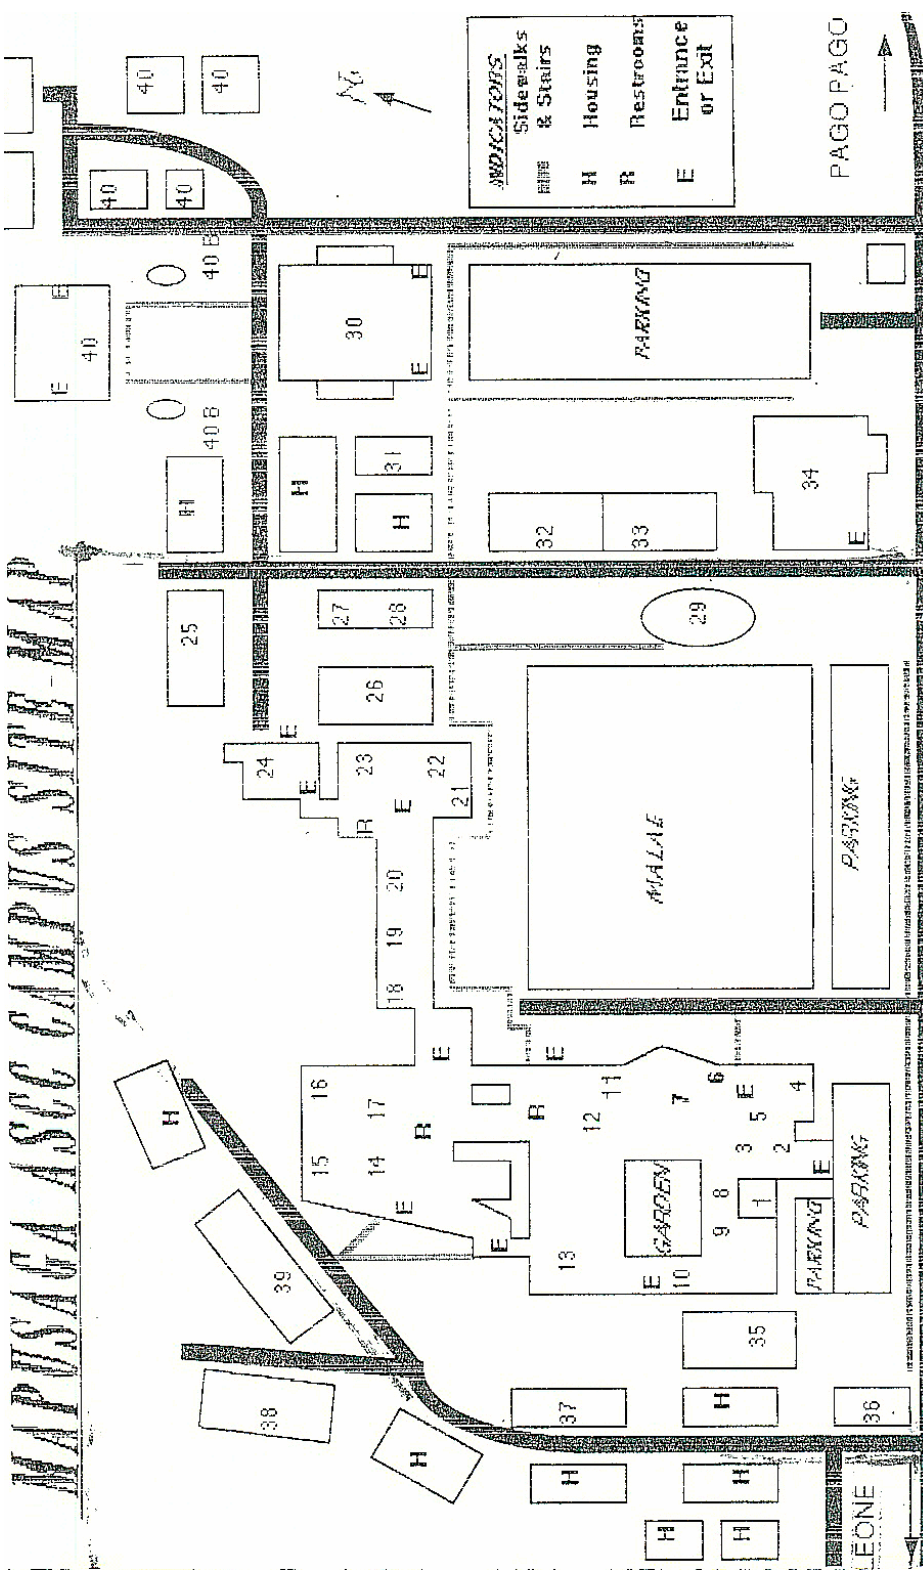 MAPUSAGA ASCC CAMPUS SITE MAP
E E
40 40
40
H
25 H 40
40 B 40 B 40
38 39 24
15 16 H
E
E
27 30 N
R 23
14 17 26
H 31
18 19 20 28
E E
H R E E
E 22
21
INDICATORS
Sidewalks
& Stairs
E
R E
32
13 H 37
H
12
11
Housing
H E GARDEN
MALAE
33 PARKING
Restrooms
10 7
H H
9 8 6
29
H 3 E
Entrance
or Exit
35 1 5
2
4
PARKING E
34
PARKING PARKING
E
LEONE 36
PAGO PAGO